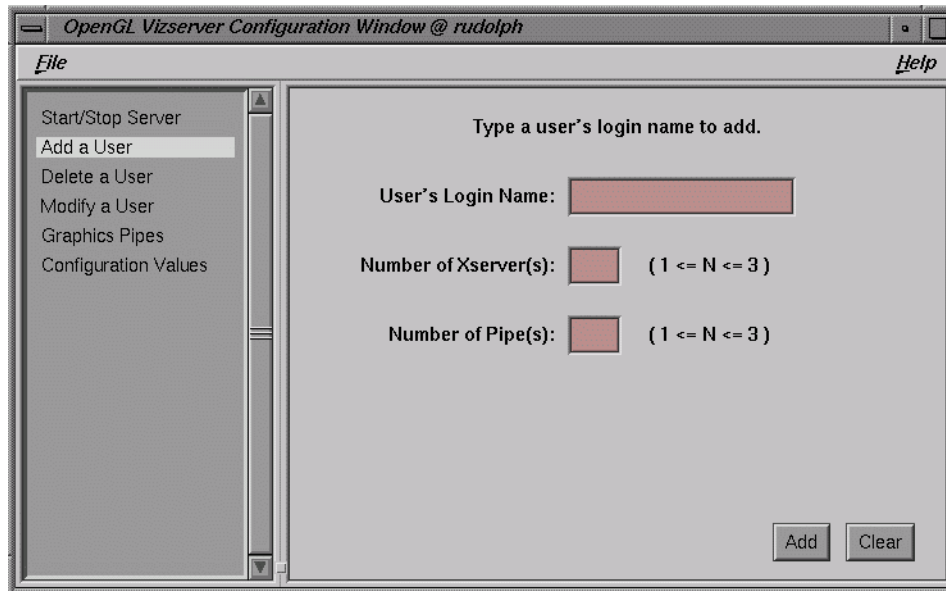 OpenGL Vizserver Configuration Window @ rudolph
File
Help
Start/Stop Server
Add a User
Delete a User
Modify a User
Graphics Pipes
Configuration Values
Type a user's login name to add.
User's Login Name:
Number of Xserver(s): ( 1 <= N <= 3 )
Number of Pipe(s): ( 1 <= N <= 3 )
Add
Clear